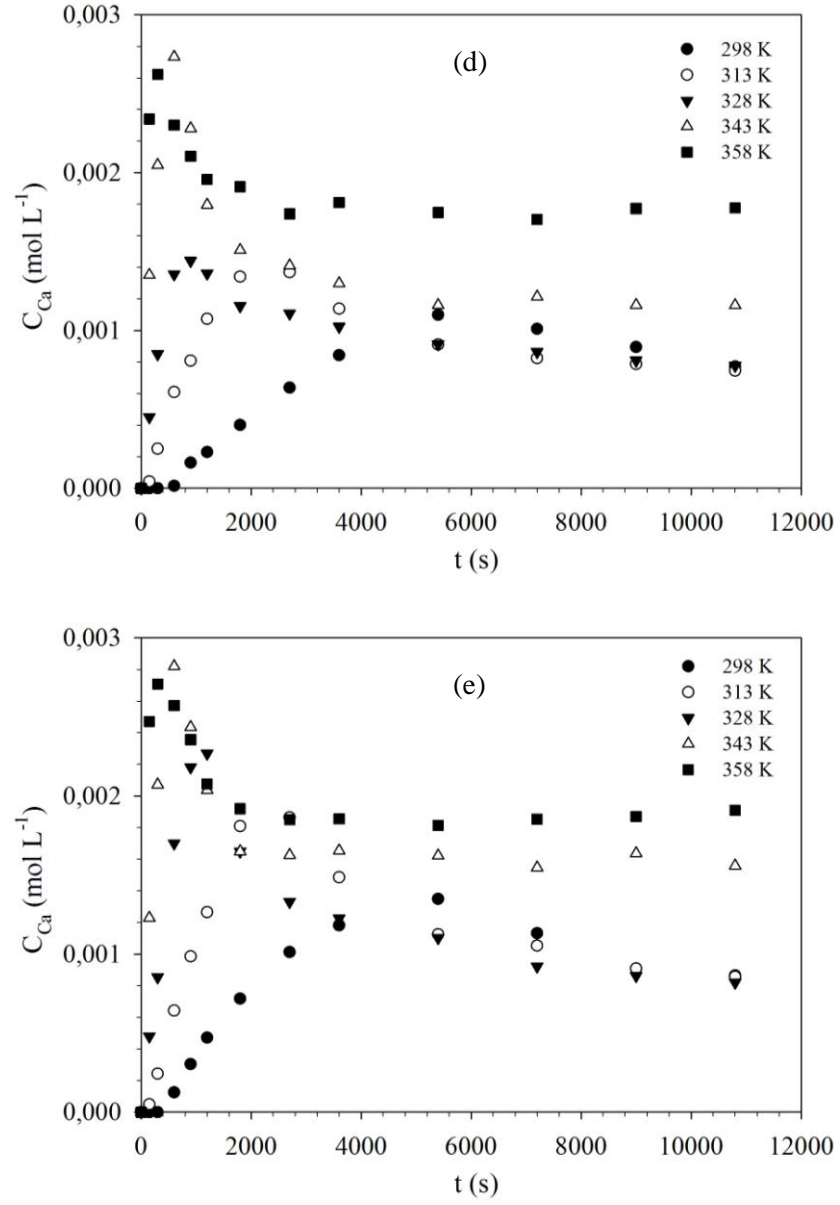 0,003
(d)
298 K
313 K
328 K
343 K
358 K
0,002
C_Ca (mol L^-1)
0,001
0,000
0 2000 4000 6000 8000 10000 12000
t (s)
0,003
(e)
298 K
313 K
328 K
343 K
358 K
0,002
C_Ca (mol L^-1)
0,001
0,000
0 2000 4000 6000 8000 10000 12000
t (s)